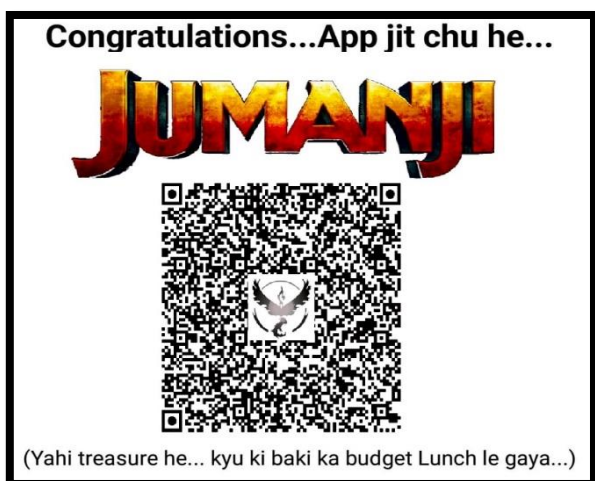 Congratulations...App jit chu he...
JUMANJI
(Yahi treasure he... kyu ki baki ka budget Lunch le gaya...)